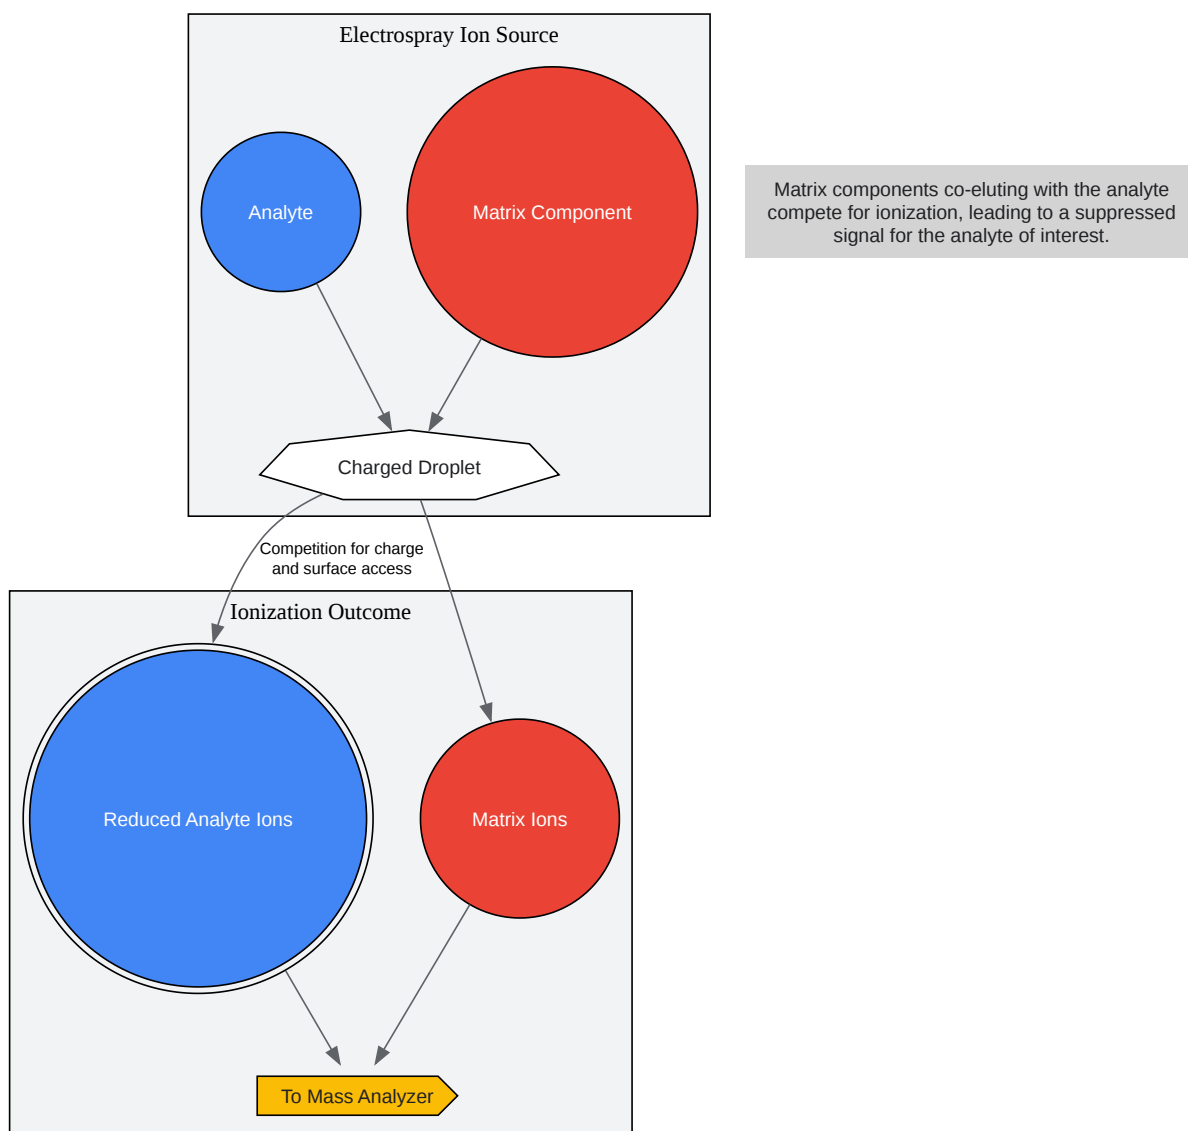 Electrospray Ion Source
Analyte
Matrix Component
Matrix components co-eluting with the analyte
compete for ionization, leading to a suppressed
signal for the analyte of interest.
Charged Droplet
Competition for charge
and surface access
Ionization Outcome
Reduced Analyte Ions
Matrix Ions
To Mass Analyzer